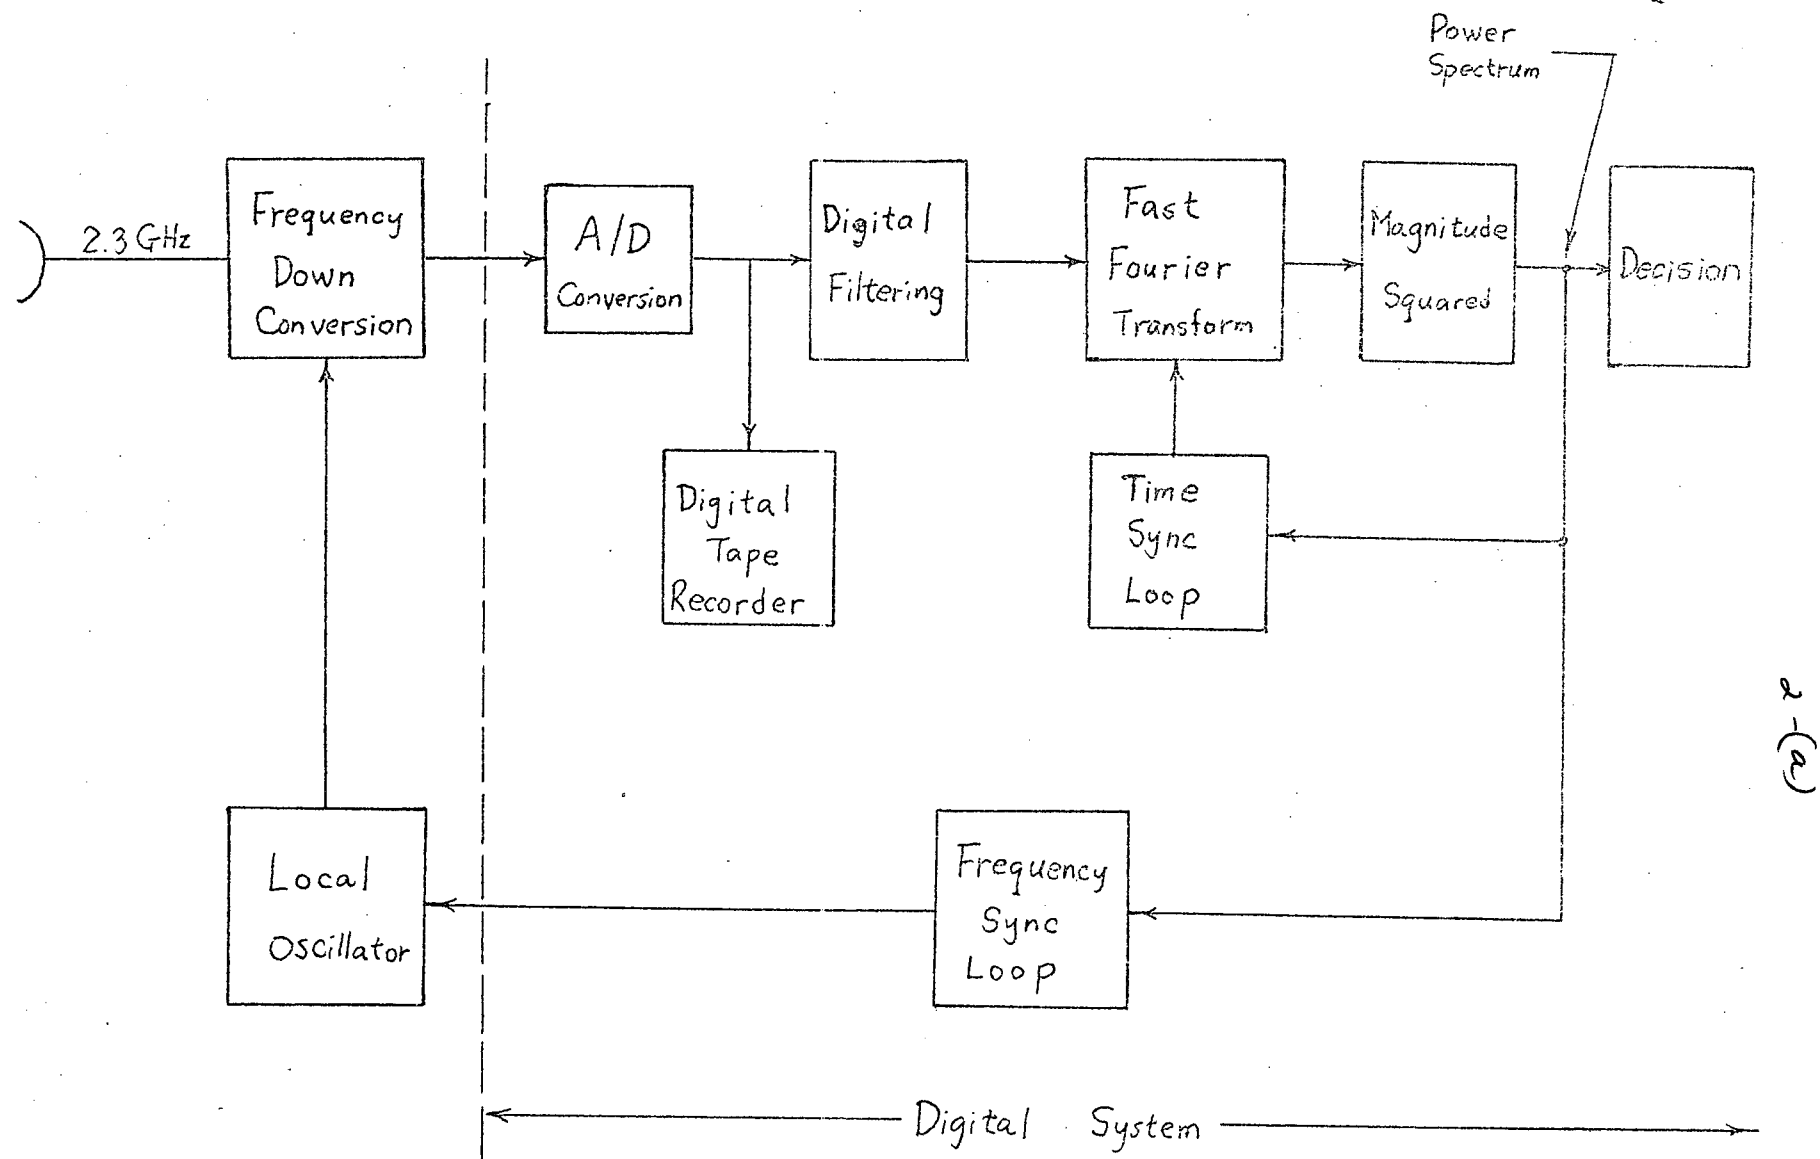 Power
Spectrum
2.3 GHz
Frequency
Down
Conversion
A/D
Conversion
Digital
Filtering
Fast
Fourier
Transform
Magnitude
Squared
Decision
Digital
Tape
Recorder
Time
Sync
Loop
2-(a)
Local
Oscillator
Frequency
Sync
Loop
Digital System